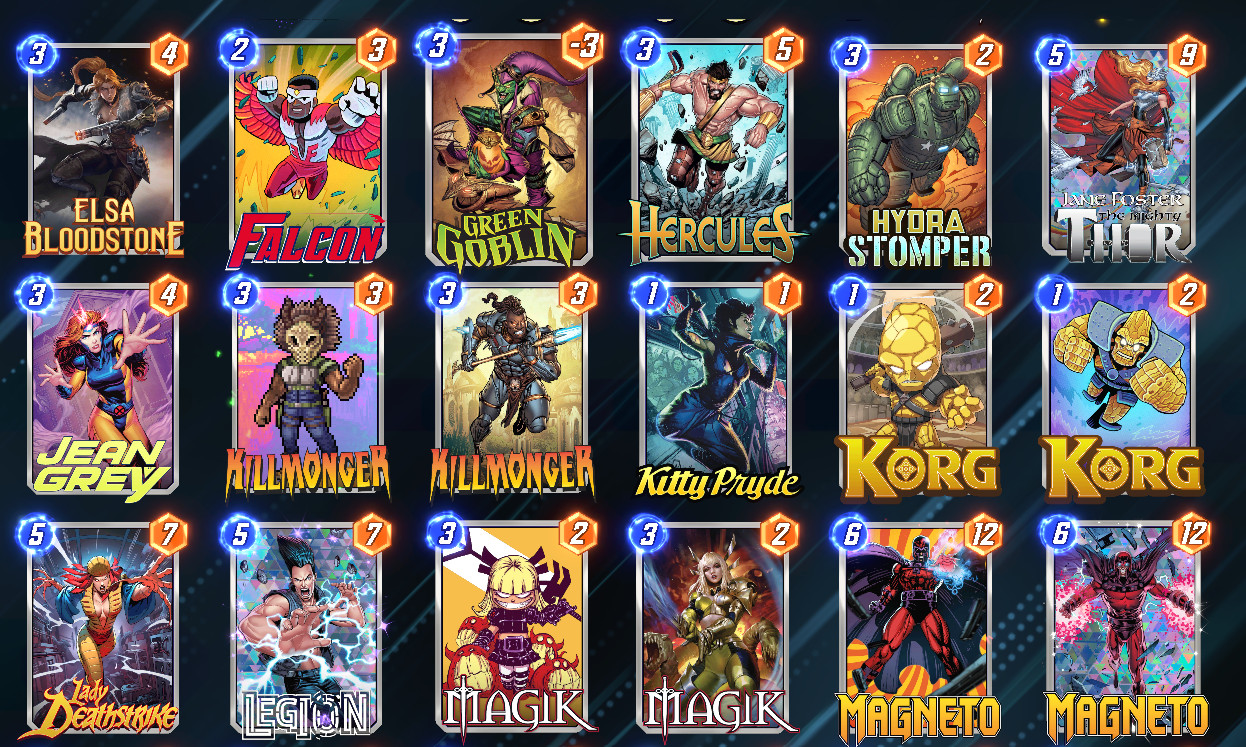 3 4
ELSA
BLOODSTONE
2 3
FALCON
3 -3
GREEN
GOBLIN
3 5
HERCULES
3 2
HYDRA
STOMPER
5 9
JANE FOSTER
THE MIGHTY
THOR
3 4
JEAN
GREY
3 3
KILLMONGER
3 3
KILLMONGER
1 1
Kitty Pryde
1 2
KORG
1 2
KORG
5 7
Lady
Deathstrike
5 7
LEGION
3 2
MAGIK
3 2
MAGIK
6 12
MAGNETO
6 12
MAGNETO